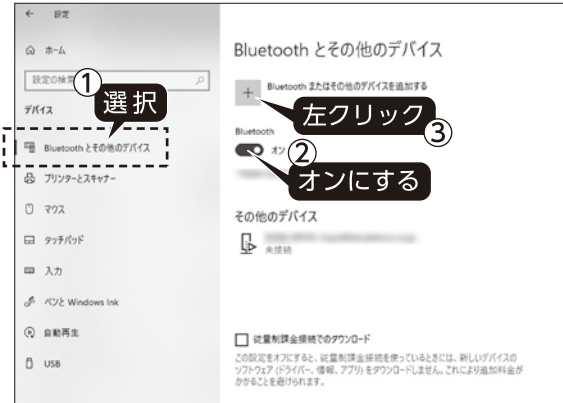 ← 設定
ホーム
設定の検
①
選択
デバイス
Bluetooth とその他のデバイス
プリンターとスキャナー
マウス
タッチパッド
入力
ペンと Windows Ink
自動再生
USB
Bluetooth とその他のデバイス
+ Bluetooth またはその他のデバイスを追加する
左クリック
③
Bluetooth
オン
②
オンにする
その他のデバイス
未接続
従量制課金接続でのダウンロード
この設定をオフにすると、従量制課金接続を使っているときには、新しいデバイスの
ソフトウェア (ドライバー、情報、アプリ) をダウンロードしません。これにより追加料金が
かかることを避けられます。